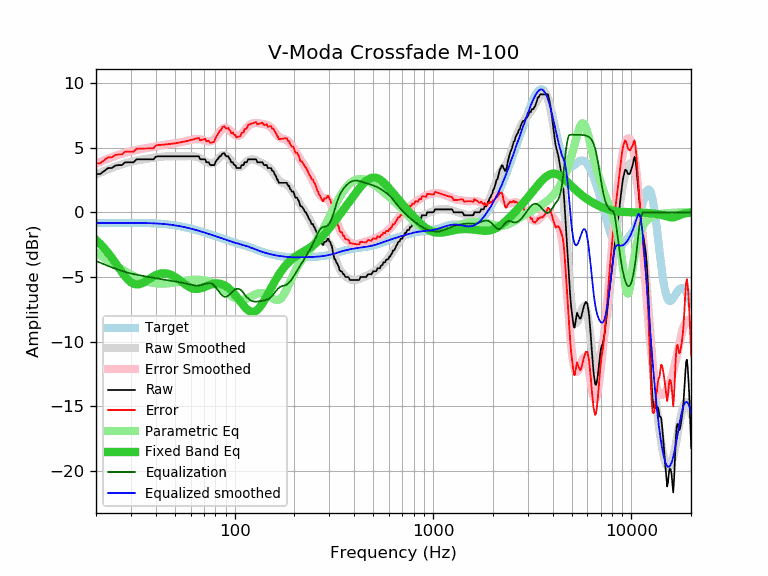 V-Moda Crossfade M-100
Amplitude (dBr)
10
5
0
−5
−10
−15
−20
Target
Raw Smoothed
Error Smoothed
Raw
Error
Parametric Eq
Fixed Band Eq
Equalization
Equalized smoothed
100 1000 10000
Frequency (Hz)